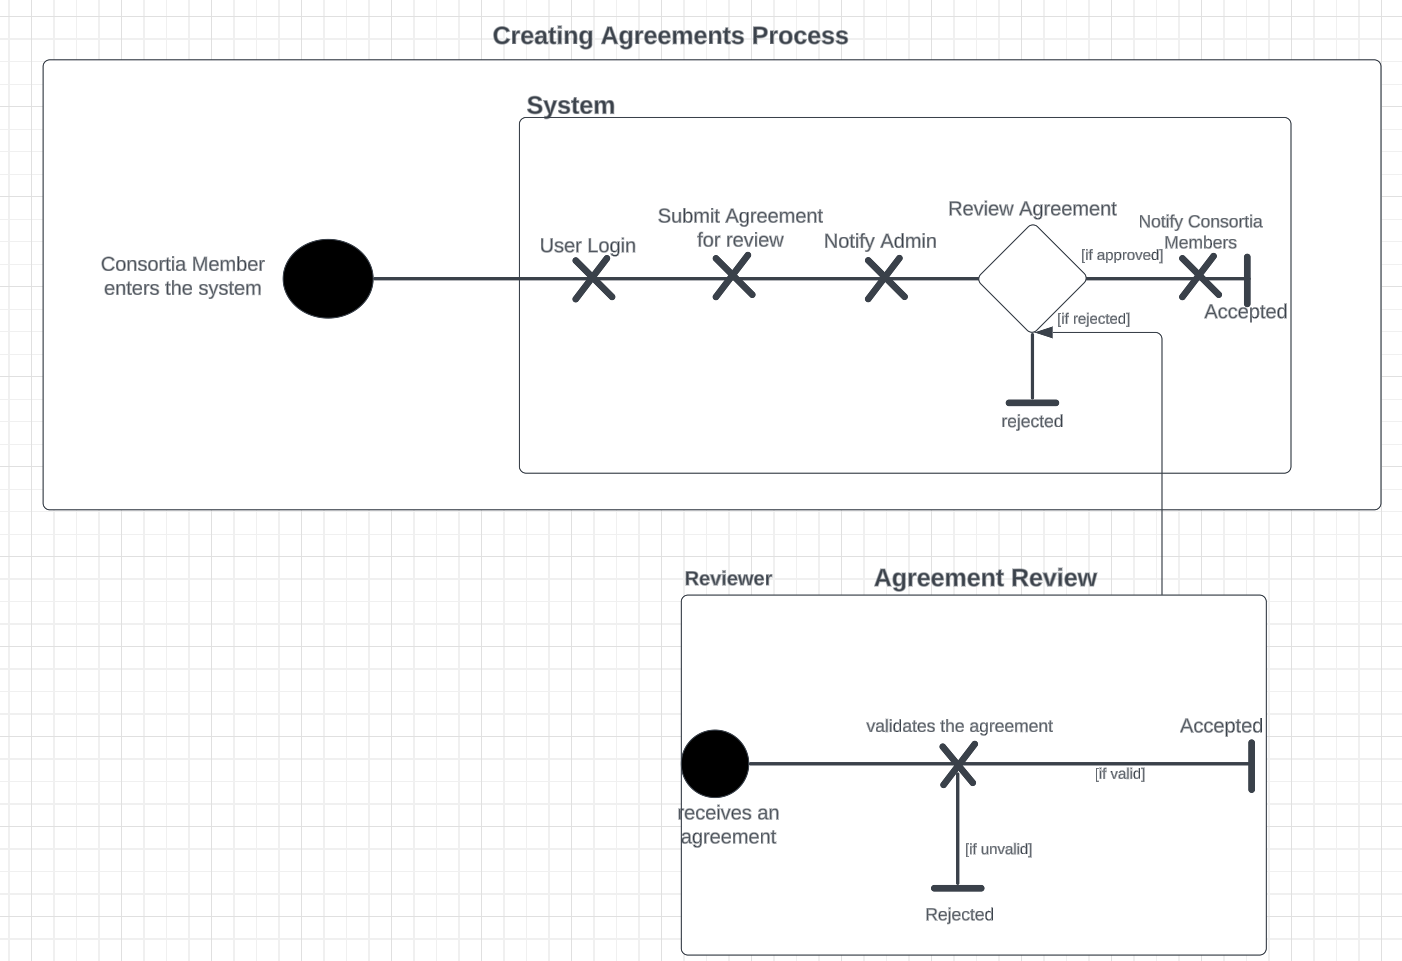 Creating Agreements Process
System
Consortia Member
enters the system
User Login
Submit Agreement
for review
Notify Admin
Review Agreement
[if approved]
Notify Consortia
Members
Accepted
[if rejected]
rejected
Reviewer
Agreement Review
receives an
agreement
validates the agreement
[if valid]
Accepted
[if unvalid]
Rejected